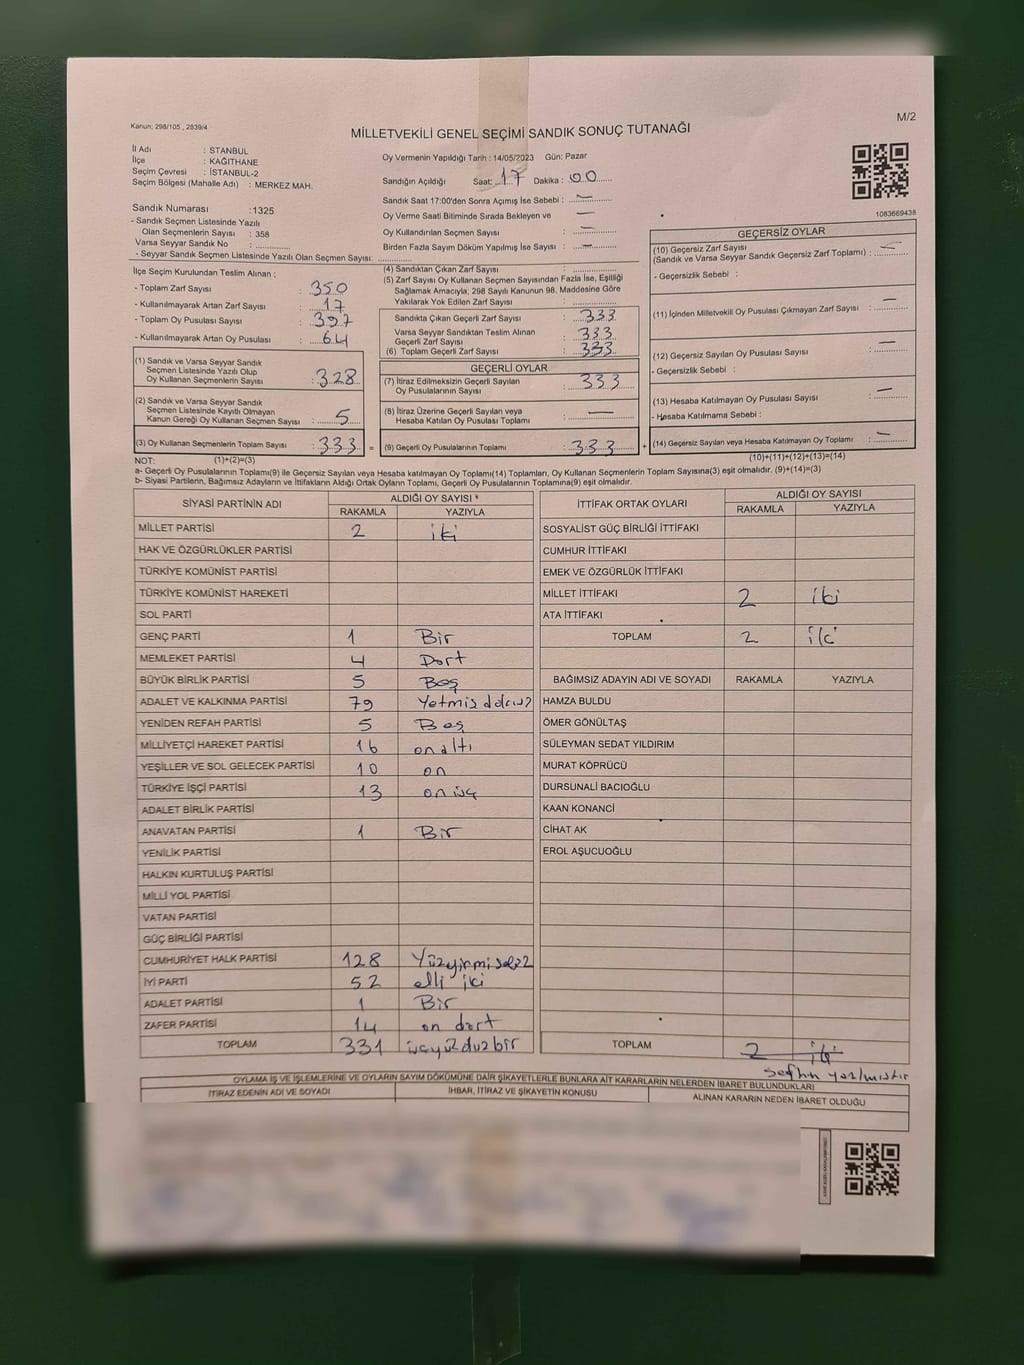 Kanun: 298/105 , 2839/4
M/2
MİLLETVEKİLİ GENEL SEÇİMİ SANDIK SONUÇ TUTANAĞI
İl Adı : STANBUL
İlçe : KAĞITHANE
Seçim Çevresi : İSTANBUL-2
Seçim Bölgesi (Mahalle Adı) : MERKEZ MAH.
Sandık Numarası :1325
- Sandık Seçmen Listesinde Yazılı
Olan Seçmenlerin Sayısı : 358
Varsa Seyyar Sandık No : ............
- Seyyar Sandık Seçmen Listesinde Yazılı Olan Seçmen Sayısı: ............
Oy Vermenin Yapıldığı Tarih : 14/05/2023 Gün: Pazar
Sandığın Açıldığı Saat: 17 Dakika : 00
Sandık Saat 17:00'den Sonra Açımış İse Sebebi : —
Oy Verme Saati Bitiminde Sırada Bekleyen ve —
Oy Kullandırılan Seçmen Sayısı : —
Birden Fazla Sayım Döküm Yapılmış İse Sayısı : —
1083669438
İlçe Seçim Kurulundan Teslim Alınan ;
- Toplam Zarf Sayısı : 350
- Kullanılmayarak Artan Zarf Sayısı : 17
- Toplam Oy Pusulası Sayısı : 397
- Kullanılmayarak Artan Oy Pusulası : 64
(1) Sandık ve Varsa Seyyar Sandık
Seçmen Listesinde Yazılı Olup
Oy Kullanan Seçmenlerin Sayısı : 328
(2) Sandık ve Varsa Seyyar Sandık
Seçmen Listesinde Kayıtlı Olmayan
Kanun Gereği Oy Kullanan Seçmen Sayısı : 5
(3) Oy Kullanan Seçmenlerin Toplam Sayısı : 333 =
(4) Sandıktan Çıkan Zarf Sayısı : ............
(5) Zarf Sayısı Oy Kullanan Seçmen Sayısından Fazla İse, Eşitliği
Sağlamak Amacıyla, 298 Sayılı Kanunun 98. Maddesine Göre
Yakılarak Yok Edilen Zarf Sayısı : ............
Sandıkta Çıkan Geçerli Zarf Sayısı : 333
Varsa Seyyar Sandıktan Teslim Alınan
Geçerli Zarf Sayısı : 333
(6) Toplam Geçerli Zarf Sayısı : 333
GEÇERLİ OYLAR
(7) İtiraz Edilmeksizin Geçerli Sayılan
Oy Pusulalarının Sayısı : 333
(8) İtiraz Üzerine Geçerli Sayılan veya
Hesaba Katılan Oy Pusulası Toplamı : —
(9) Geçerli Oy Pusulalarının Toplamı : 333 +
GEÇERSİZ OYLAR
(10) Geçersiz Zarf Sayısı
(Sandık ve Varsa Seyyar Sandık Geçersiz Zarf Toplamı) : —
- Geçersizlik Sebebi :
(11) İçinden Milletvekili Oy Pusulası Çıkmayan Zarf Sayısı : —
(12) Geçersiz Sayılan Oy Pusulası Sayısı : —
- Geçersizlik Sebebi :
(13) Hesaba Katılmayan Oy Pusulası Sayısı : —
- Hesaba Katılmama Sebebi :
(14) Geçersiz Sayılan veya Hesaba Katılmayan Oy Toplamı : —
NOT: (1)+(2)=(3) (10)+(11)+(12)+(13)=(14)
a- Geçerli Oy Pusulalarının Toplamı(9) ile Geçersiz Sayılan veya Hesaba katılmayan Oy Toplamı(14) Toplamları, Oy Kullanan Seçmenlerin Toplam Sayısına(3) eşit olmalıdır. (9)+(14)=(3)
b- Siyasi Partilerin, Bağımsız Adayların ve İttifakların Aldığı Ortak Oyların Toplamı, Geçerli Oy Pusulalarının Toplamına(9) eşit olmalıdır.
SİYASİ PARTİNİN ADI ALDIĞI OY SAYISI *
RAKAMLA YAZIYLA
MİLLET PARTİSİ 2 iki
HAK VE ÖZGÜRLÜKLER PARTİSİ
TÜRKİYE KOMÜNİST PARTİSİ
TÜRKİYE KOMÜNİST HAREKETİ
SOL PARTİ
GENÇ PARTİ 1 Bir
MEMLEKET PARTİSİ 4 Dört
BÜYÜK BİRLİK PARTİSİ 5 Beş
ADALET VE KALKINMA PARTİSİ 79 Yetmiş dokuz
YENİDEN REFAH PARTİSİ 5 Beş
MİLLİYETÇİ HAREKET PARTİSİ 16 on altı
YEŞİLLER VE SOL GELECEK PARTİSİ 10 on
TÜRKİYE İŞÇİ PARTİSİ 13 on üç
ADALET BİRLİK PARTİSİ
ANAVATAN PARTİSİ 1 Bir
YENİLİK PARTİSİ
HALKIN KURTULUŞ PARTİSİ
MİLLİ YOL PARTİSİ
VATAN PARTİSİ
GÜÇ BİRLİĞİ PARTİSİ
CUMHURİYET HALK PARTİSİ 128 Yüzyirmisekiz
İYİ PARTİ 52 elli iki
ADALET PARTİSİ 1 Bir
ZAFER PARTİSİ 14 on dört
TOPLAM 331 üçyüzotuzbir
İTTİFAK ORTAK OYLARI ALDIĞI OY SAYISI
RAKAMLA YAZIYLA
SOSYALİST GÜÇ BİRLİĞİ İTTİFAKI
CUMHUR İTTİFAKI
EMEK VE ÖZGÜRLÜK İTTİFAKI
MİLLET İTTİFAKI 2 iki
ATA İTTİFAKI
TOPLAM 2 iki
BAĞIMSIZ ADAYIN ADI VE SOYADI RAKAMLA YAZIYLA
HAMZA BULDU
ÖMER GÖNÜLTAŞ
SÜLEYMAN SEDAT YILDIRIM
MURAT KÖPRÜCÜ
DURSUNALİ BACIOĞLU
KAAN KONANCİ
CİHAT AK
EROL AŞUCUOĞLU
TOPLAM 2 iki
sehven yazılmıştır
OYLAMA İŞ VE İŞLEMLERİNE VE OYLARIN SAYIM DÖKÜMÜNE DAİR ŞİKAYETLERLE BUNLARA AİT KARARLARIN NELERDEN İBARET BULUNDUKLARI
İTİRAZ EDENİN ADI VE SOYADI İHBAR, İTİRAZ VE ŞİKAYETİN KONUSU ALINAN KARARIN NEDEN İBARET OLDUĞU